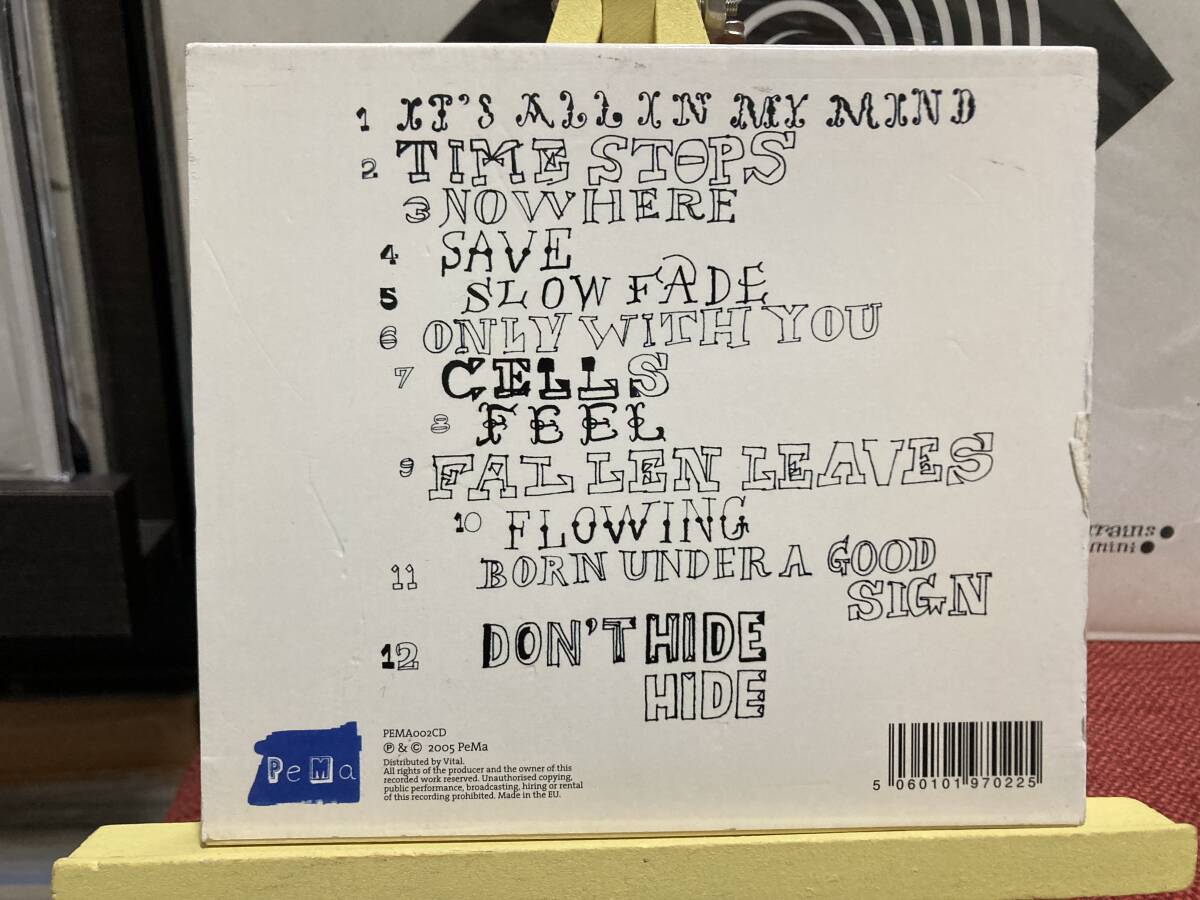 1 IT'S ALL IN MY MIND
2 TIME STOPS
3 NOWHERE
4 SAVE
5 SLOW FADE
6 ONLY WITH YOU
7 CELLS
8 FEEL
9 FALLEN LEAVES
10 FLOWING
11 BORN UNDER A GOOD
SIGN
12 DON'T HIDE
HIDE
PeMa
PEMA002CD
℗ & © 2005 PeMa
Distributed by Vital.
All rights of the producer and the owner of this
recorded work reserved. Unauthorised copying,
public performance, broadcasting, hiring or rental
of this recording prohibited. Made in the EU.
5 060101 970225
mini